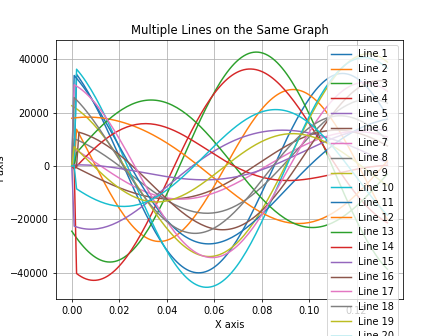 Multiple Lines on the Same Graph
40000
20000
0
−20000
−40000
0.00
0.02
0.04
0.06
0.08
0.10
X axis
Line 1
Line 2
Line 3
Line 4
Line 5
Line 6
Line 7
Line 8
Line 9
Line 10
Line 11
Line 12
Line 13
Line 14
Line 15
Line 16
Line 17
Line 18
Line 19
Line 20